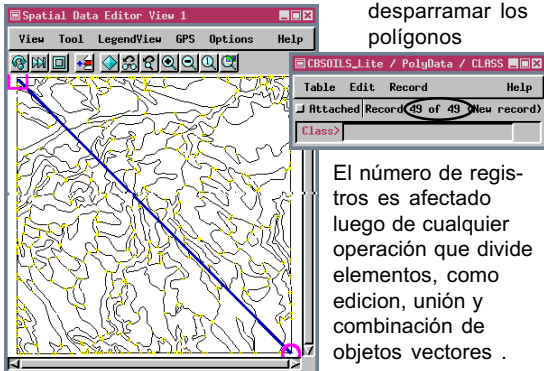 Spatial Data Editor View 1
View Tool LegendView GPS Options Help
desparramar los
polígonos
CBSOILS_Lite / PolyData / CLASS
Table Edit Record Help
Attached Record 49 of 49 (New record)
Class>
El número de regis-
tros es afectado
luego de cualquier
operación que divide
elementos, como
edicion, unión y
combinación de
objetos vectores .